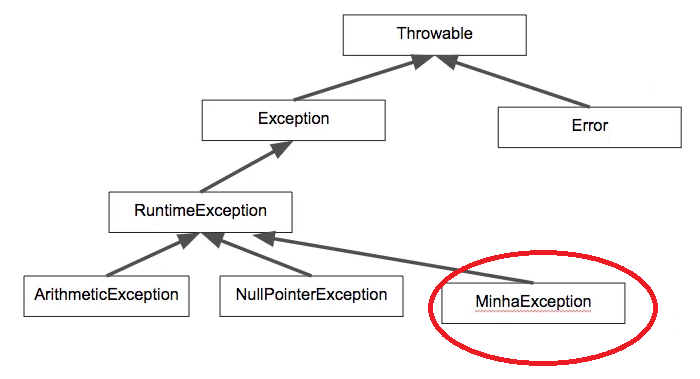 Throwable
Exception
Error
RuntimeException
ArithmeticException
NullPointerException
MinhaException